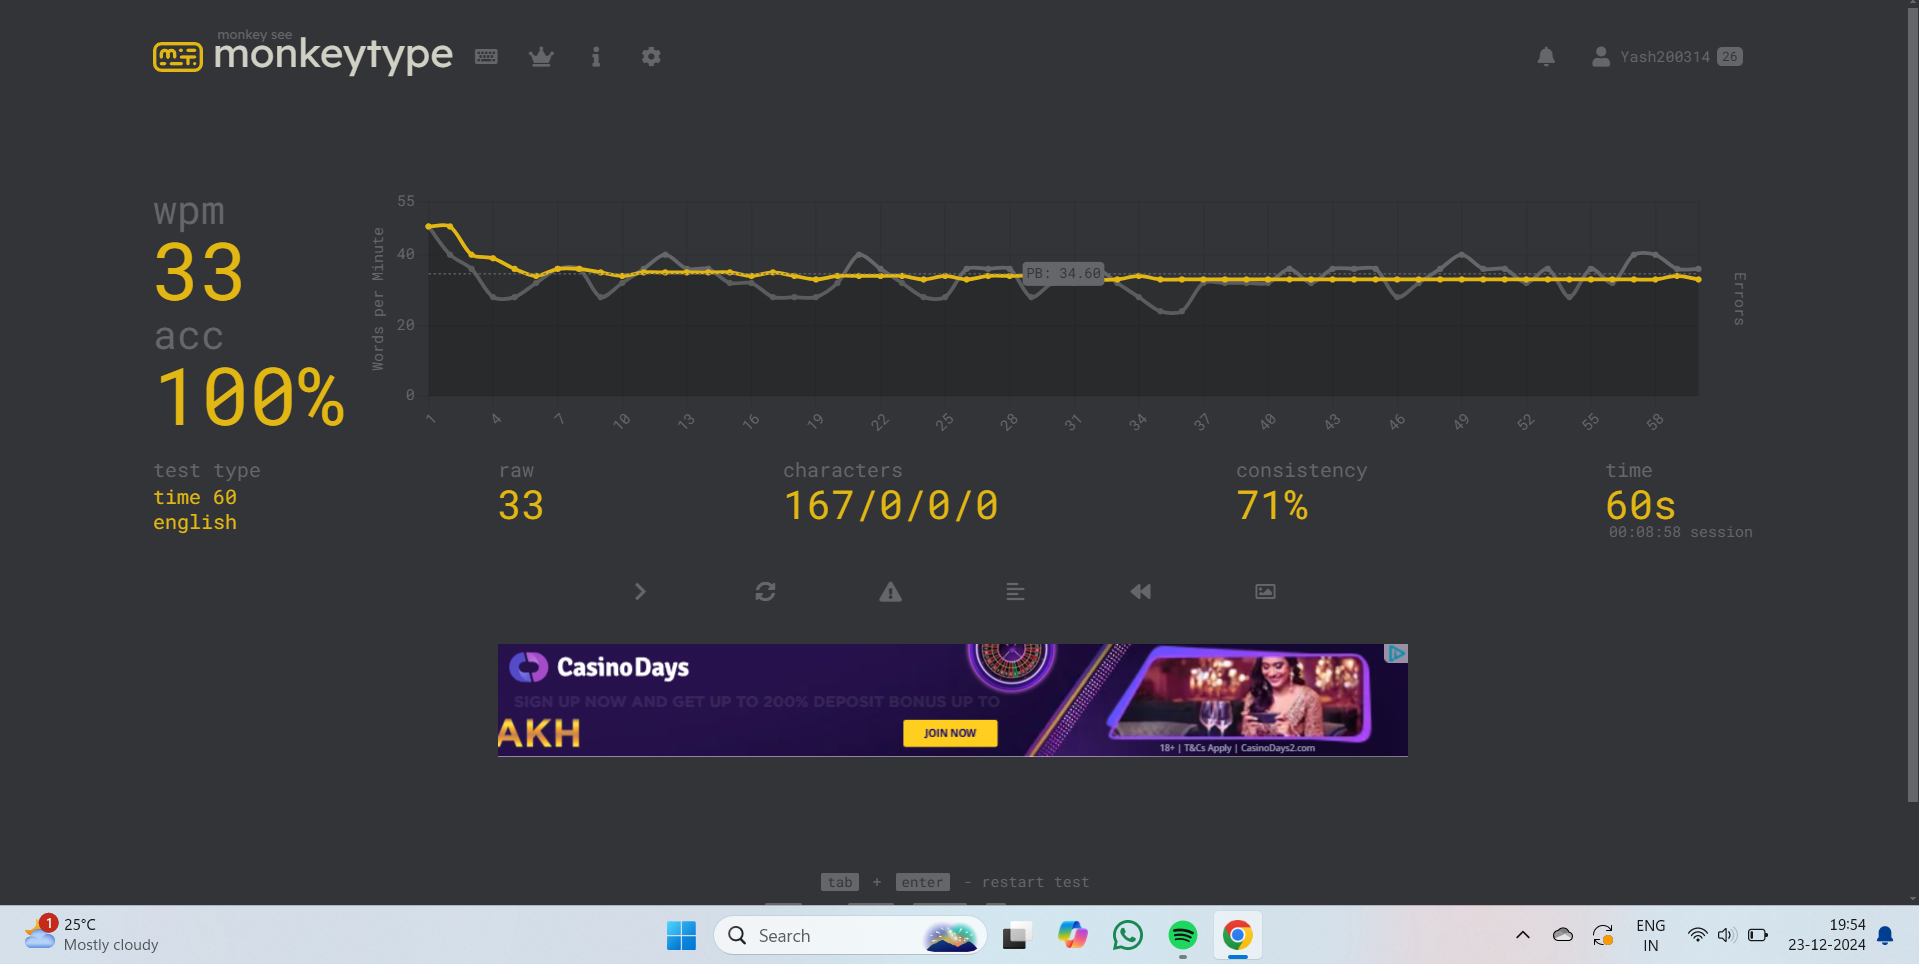 monkey see
monkeytype
Yash200314 26
wpm
33
acc
100%
Words per Minute
55
40
20
0
PB: 34.60
Errors
1 4 7 10 13 16 19 22 25 28 31 34 37 40 43 46 49 52 55 58
test type
time 60
english
raw
33
characters
167/0/0/0
consistency
71%
time
60s
00:08:58 session
CasinoDays
SIGN UP NOW AND GET UP TO 200% DEPOSIT BONUS UP TO
AKH
JOIN NOW
18+ | T&Cs Apply | CasinoDays2.com
tab + enter - restart test
1
25°C
Mostly cloudy
Search
ENG
IN
19:54
23-12-2024